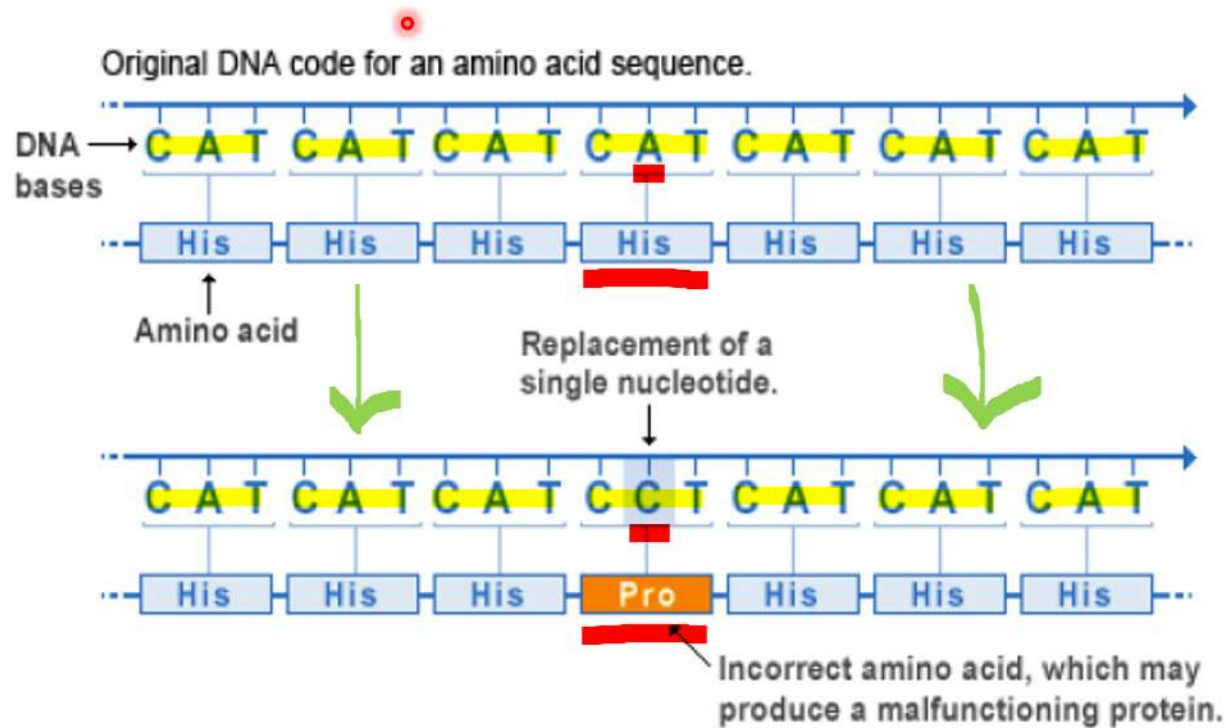 Original DNA code for an amino acid sequence.
DNA bases
C A T C A T C A T C A T C A T C A T C A T
His His His His His His His
Amino acid
Replacement of a
single nucleotide.
C A T C A T C A T C C T C A T C A T C A T
His His His Pro His His His
Incorrect amino acid, which may
produce a malfunctioning protein.